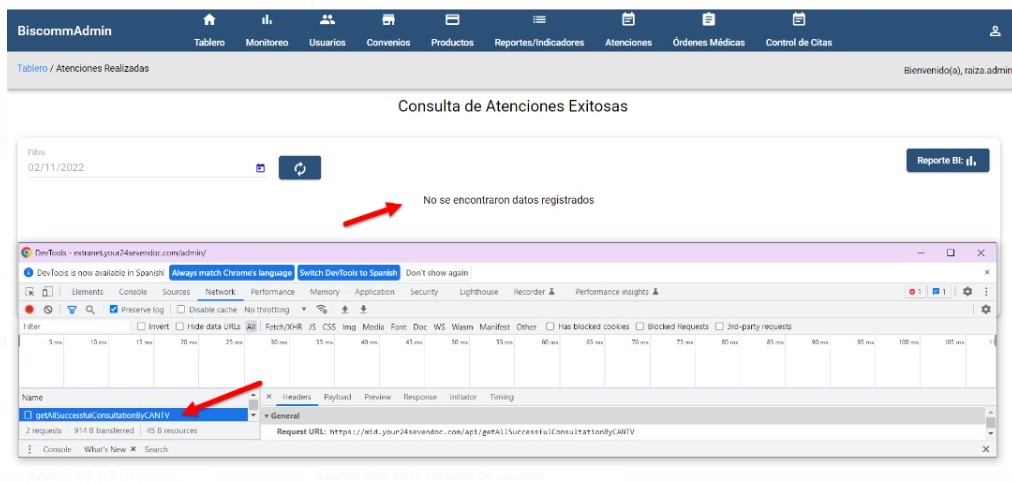 BiscommAdmin
Tablero Monitoreo Usuarios Convenios Productos Reportes/Indicadores Atenciones Órdenes Médicas Control de Citas
Tablero / Atenciones Realizadas
Bienvenido(a), raiza.admin
Consulta de Atenciones Exitosas
Filtro
02/11/2022
Reporte BI:
No se encontraron datos registrados
DevTools - extranet.your24sevendoc.com/admin/
DevTools is now available in Spanish! Always match Chrome's language Switch DevTools to Spanish Don't show again
Elements Console Sources Network Performance Memory Application Security Lighthouse Recorder Performance insights 1 1
Preserve log Disable cache No throttling
Filter Invert Hide data URLs All Fetch/XHR JS CSS Img Media Font Doc WS Wasm Manifest Other Has blocked cookies Blocked Requests 3rd-party requests
5 ms 10 ms 15 ms 20 ms 25 ms 30 ms 35 ms 40 ms 45 ms 50 ms 55 ms 60 ms 65 ms 70 ms 75 ms 80 ms 85 ms 90 ms 95 ms 100 ms 105 ms
Name
Headers Payload Preview Response Initiator Timing
getAllSuccessfulConsultationByCANTV
General
2 requests 914 B transferred 45 B resources
Request URL: https://mid.your24sevendoc.com/api/getAllSuccessfulConsultationByCANTV
Console What's New Search